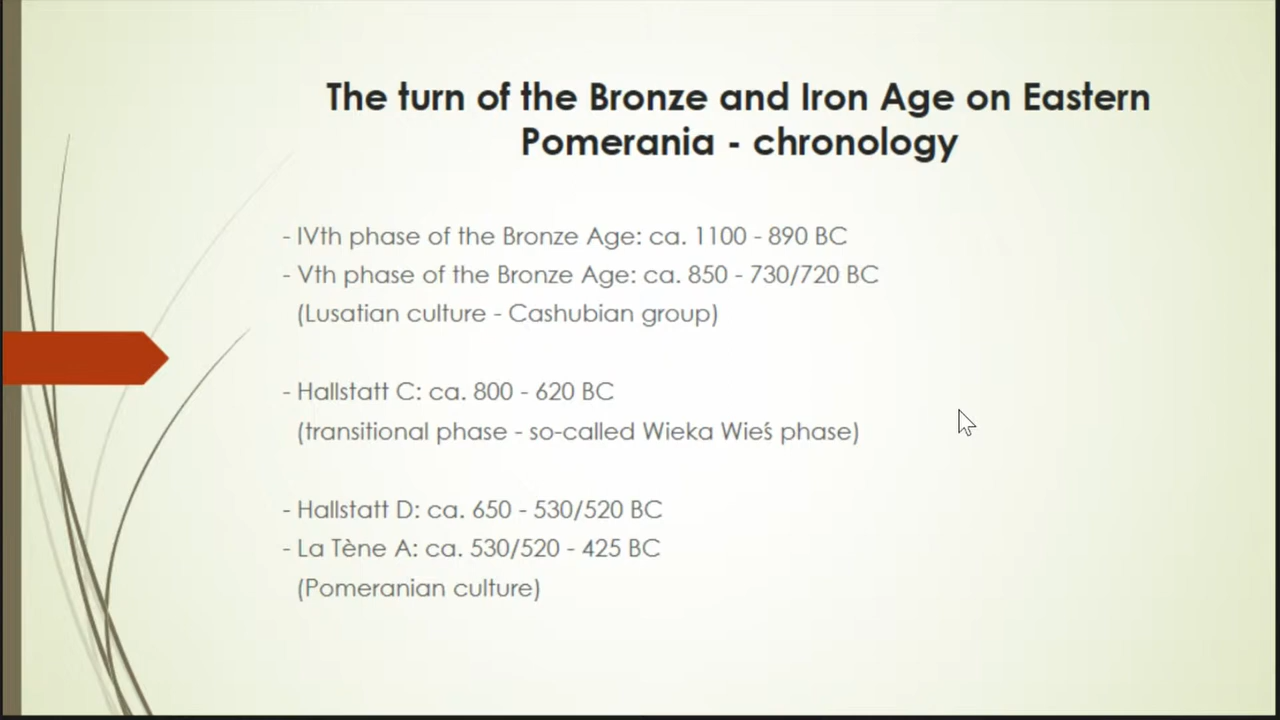 The turn of the Bronze and Iron Age on Eastern
Pomerania - chronology
- IVth phase of the Bronze Age: ca. 1100 - 890 BC
- Vth phase of the Bronze Age: ca. 850 - 730/720 BC
(Lusatian culture - Cashubian group)
- Hallstatt C: ca. 800 - 620 BC
(transitional phase - so-called Wieka Wieś phase)
- Hallstatt D: ca. 650 - 530/520 BC
- La Tène A: ca. 530/520 - 425 BC
(Pomeranian culture)